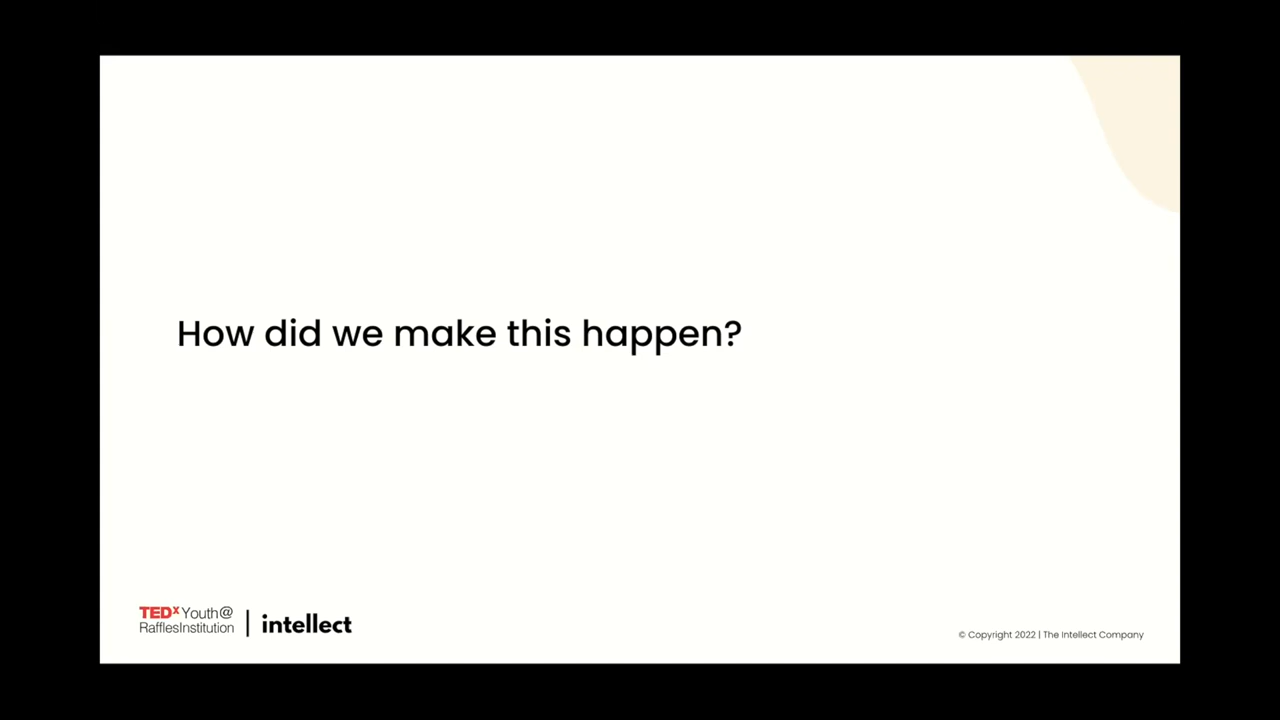 How did we make this happen?
TEDx Youth@
RafflesInstitution | intellect
© Copyright 2022 | The Intellect Company